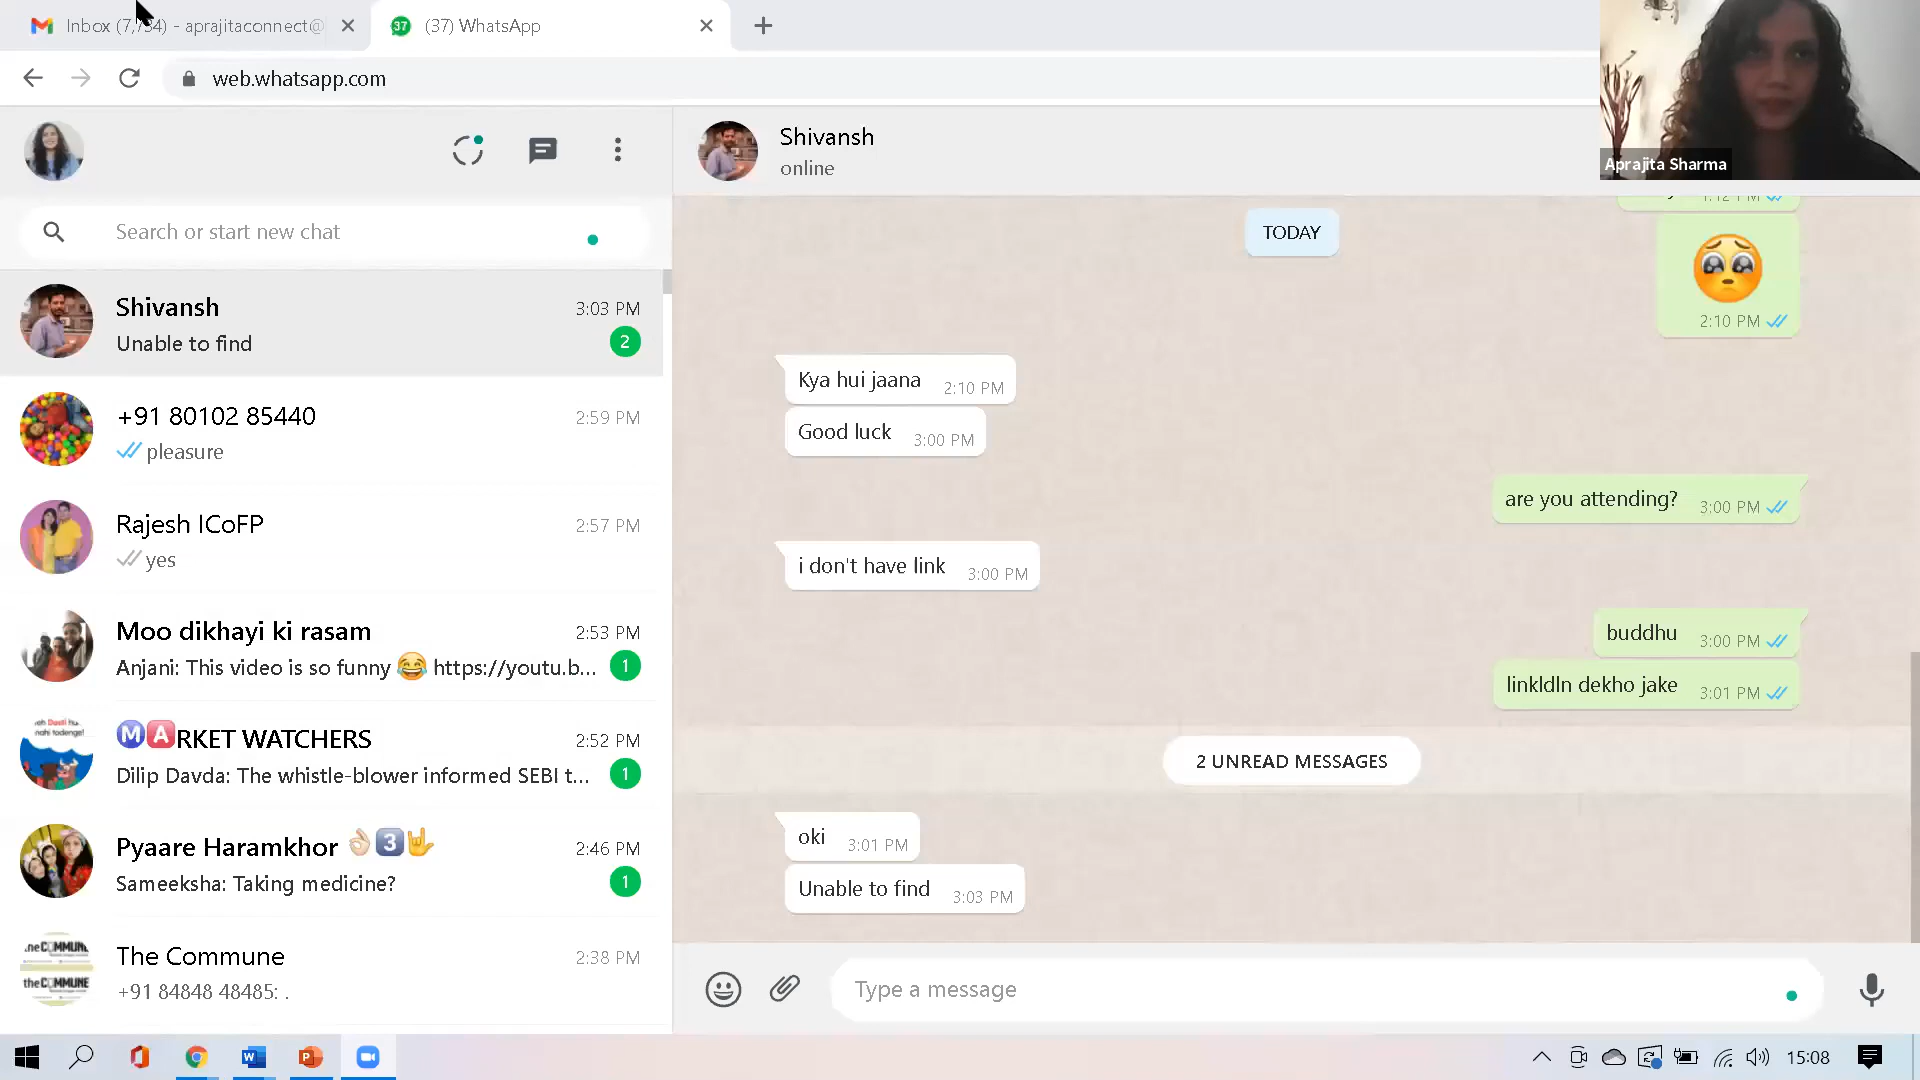 Inbox (7,734) - aprajitaconnect@
(37) WhatsApp
web.whatsapp.com
Aprajita Sharma
Shivansh
online
Search or start new chat
Shivansh 3:03 PM
Unable to find 2
+91 80102 85440 2:59 PM
pleasure
Rajesh ICoFP 2:57 PM
yes
Moo dikhayi ki rasam 2:53 PM
Anjani: This video is so funny 😂 https://youtu.b... 1
Ⓜ️🅰️RKET WATCHERS 2:52 PM
Dilip Davda: The whistle-blower informed SEBI t... 1
Pyaare Haramkhor 👌🏻3️⃣🤟 2:46 PM
Sameeksha: Taking medicine? 1
The Commune 2:38 PM
+91 84848 48485: .
TODAY
🥺
2:10 PM
Kya hui jaana 2:10 PM
Good luck 3:00 PM
are you attending? 3:00 PM
i don't have link 3:00 PM
buddhu 3:00 PM
linkldln dekho jake 3:01 PM
2 UNREAD MESSAGES
oki 3:01 PM
Unable to find 3:03 PM
Type a message
15:08